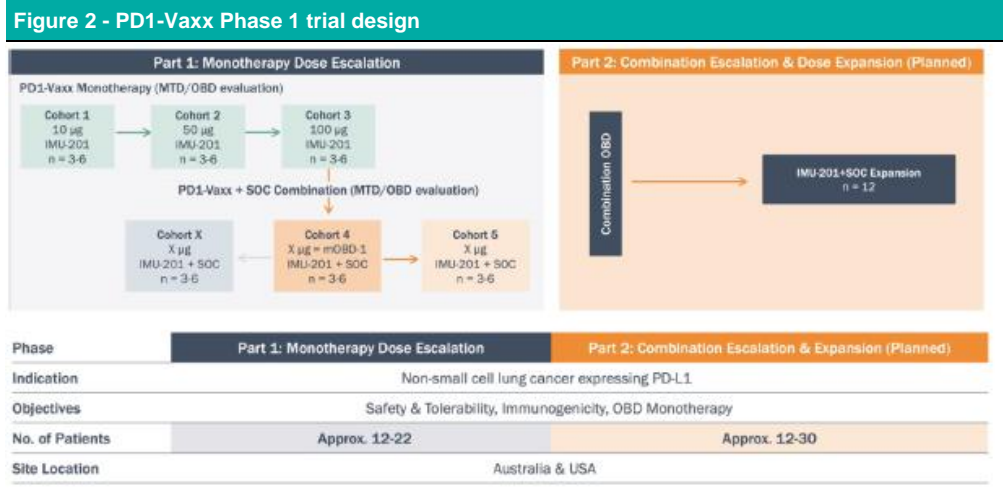 Figure 2 - PD1-Vaxx Phase 1 trial design
Part 1: Monotherapy Dose Escalation
PD1-Vaxx Monotherapy (MTD/OBD evaluation)
Cohort 1
10 µg
IMU-201
n = 3-6
Cohort 2
50 µg
IMU-201
n = 3-6
Cohort 3
100 µg
IMU-201
n = 3-6
PD1-Vaxx + SOC Combination (MTD/OBD evaluation)
Cohort X
X µg
IMU-201 + SOC
n = 3-6
Cohort 4
X µg = mOBD-1
IMU-201 + SOC
n = 3-6
Cohort 5
X µg
IMU-201 + SOC
n = 3-6
Part 2: Combination Escalation & Dose Expansion (Planned)
Combination OBD
IMU-201+SOC Expansion
n = 12
Phase Part 1: Monotherapy Dose Escalation Part 2: Combination Escalation & Expansion (Planned)
Indication Non-small cell lung cancer expressing PD-L1
Objectives Safety & Tolerability, Immunogenicity, OBD Monotherapy
No. of Patients Approx. 12-22 Approx. 12-30
Site Location Australia & USA